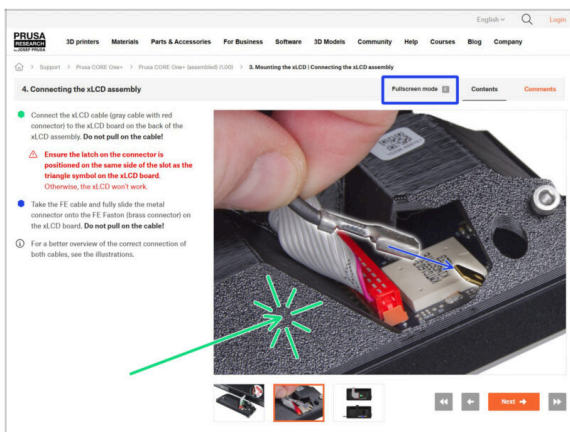 English
Login
PRUSA
RESEARCH
by JOSEF PRUSA
3D printers
Materials
Parts & Accessories
For Business
Software
3D Models
Community
Help
Courses
Blog
Company
> Support > Prusa CORE One+ > Prusa CORE One+ (assembled) (1.00) > 3. Mounting the xLCD | Connecting the xLCD assembly
4. Connecting the xLCD assembly
Fullscreen mode
Contents
Comments
Connect the xLCD cable (gray cable with red
connector) to the xLCD board on the back of the
xLCD assembly. Do not pull on the cable!
Ensure the latch on the connector is
positioned on the same side of the slot as the
triangle symbol on the xLCD board.
Otherwise, the xLCD won't work.
Take the FE cable and fully slide the metal
connector onto the FE Faston (brass connector) on
the xLCD board. Do not pull on the cable!
For a better overview of the correct connection of
both cables, see the illustrations.
Next